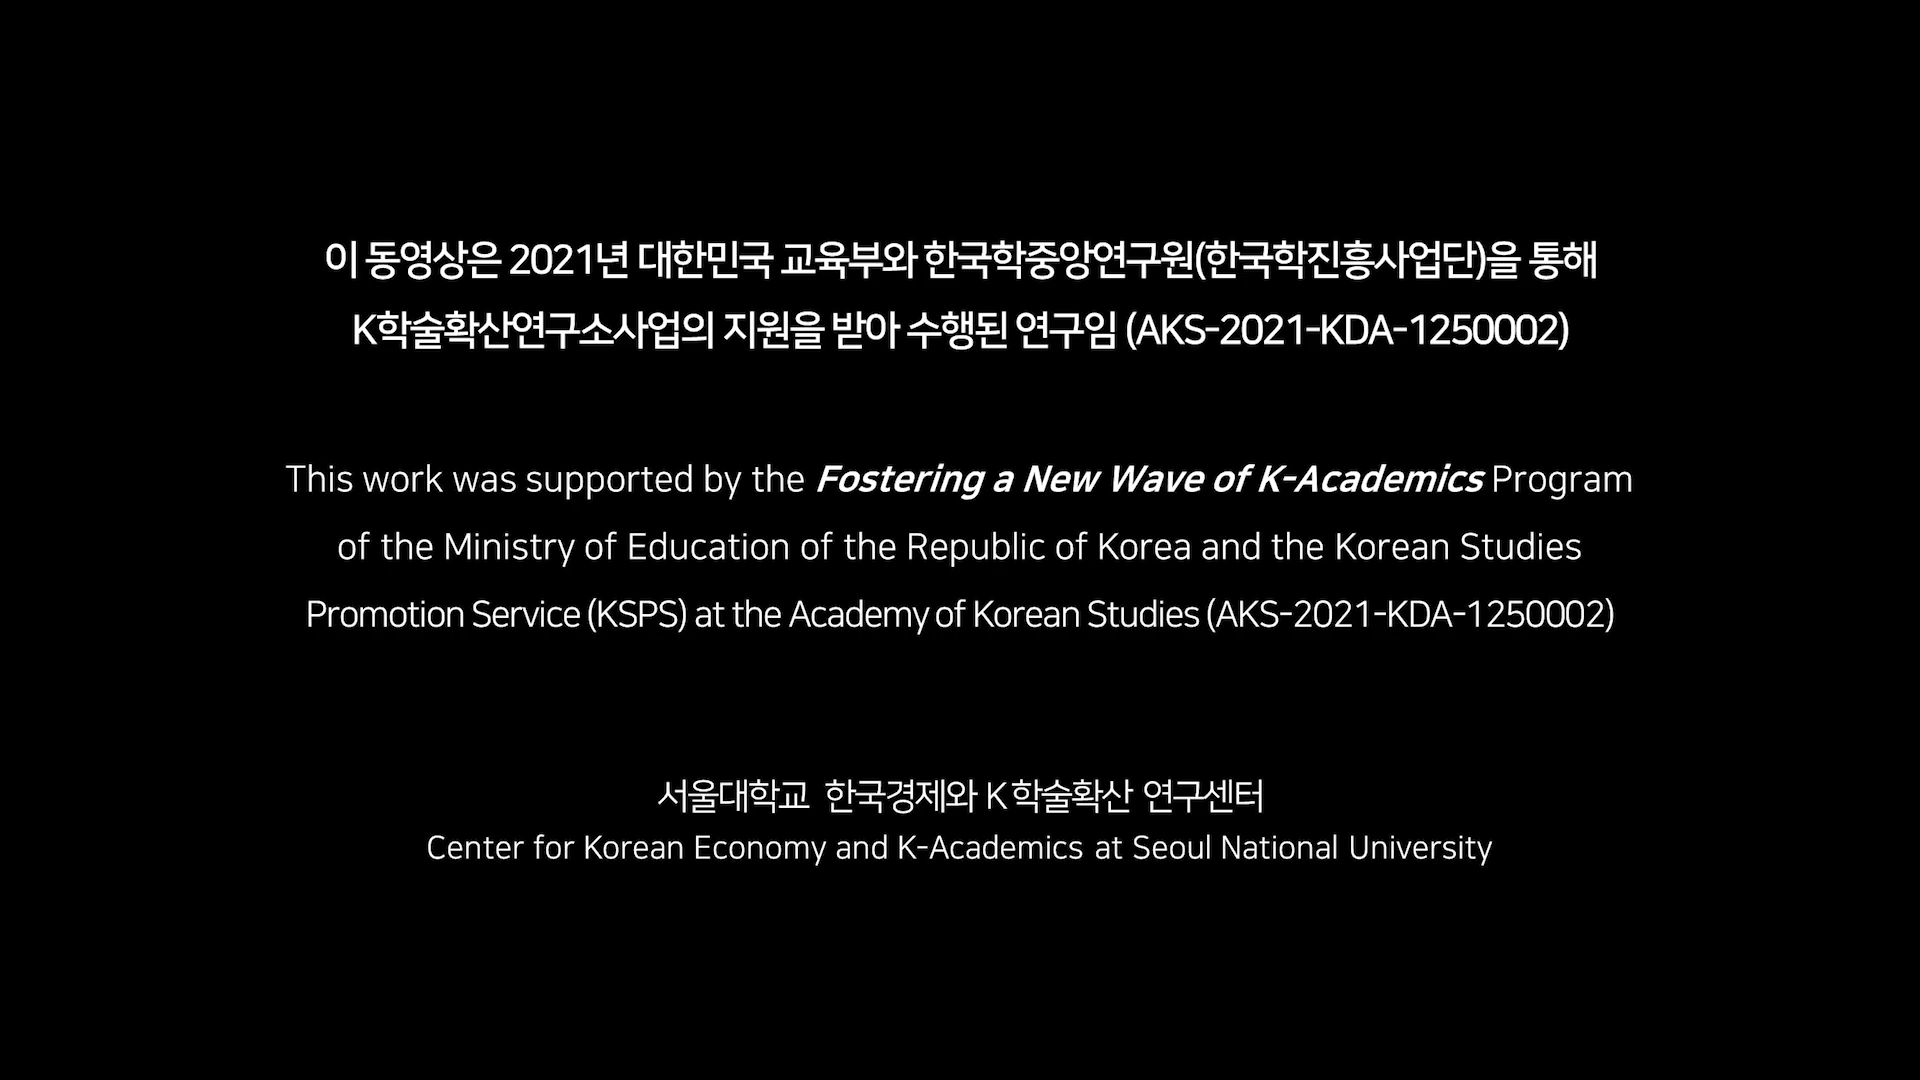 이 동영상은 2021년 대한민국 교육부와 한국학중앙연구원(한국학진흥사업단)을 통해
K학술확산연구소사업의 지원을 받아 수행된 연구임 (AKS-2021-KDA-1250002)
This work was supported by the Fostering a New Wave of K-Academics Program
of the Ministry of Education of the Republic of Korea and the Korean Studies
Promotion Service (KSPS) at the Academy of Korean Studies (AKS-2021-KDA-1250002)
서울대학교 한국경제와 K학술확산 연구센터
Center for Korean Economy and K-Academics at Seoul National University